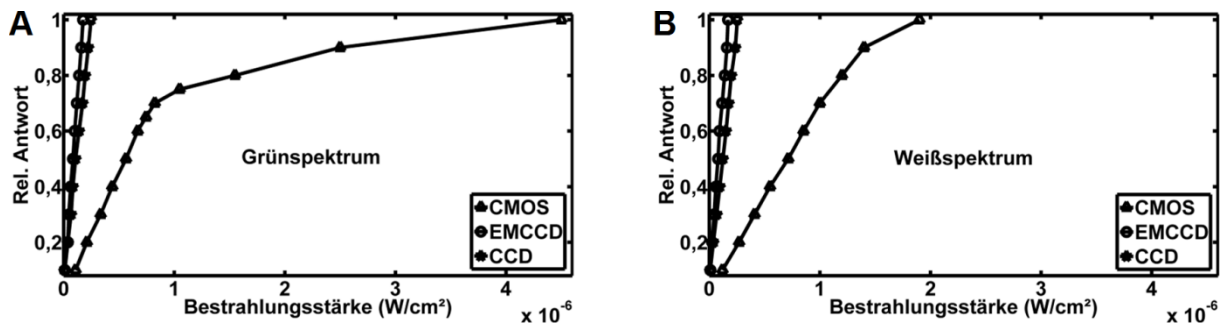 A
Rel. Antwort
1
0,8
0,6
0,4
0,2
Grünspektrum
CMOS
EMCCD
CCD
0 1 2 3 4
Bestrahlungsstärke (W/cm²)
x 10⁻⁶
B
Rel. Antwort
1
0,8
0,6
0,4
0,2
Weißspektrum
CMOS
EMCCD
CCD
0 1 2 3 4
Bestrahlungsstärke (W/cm²)
x 10⁻⁶